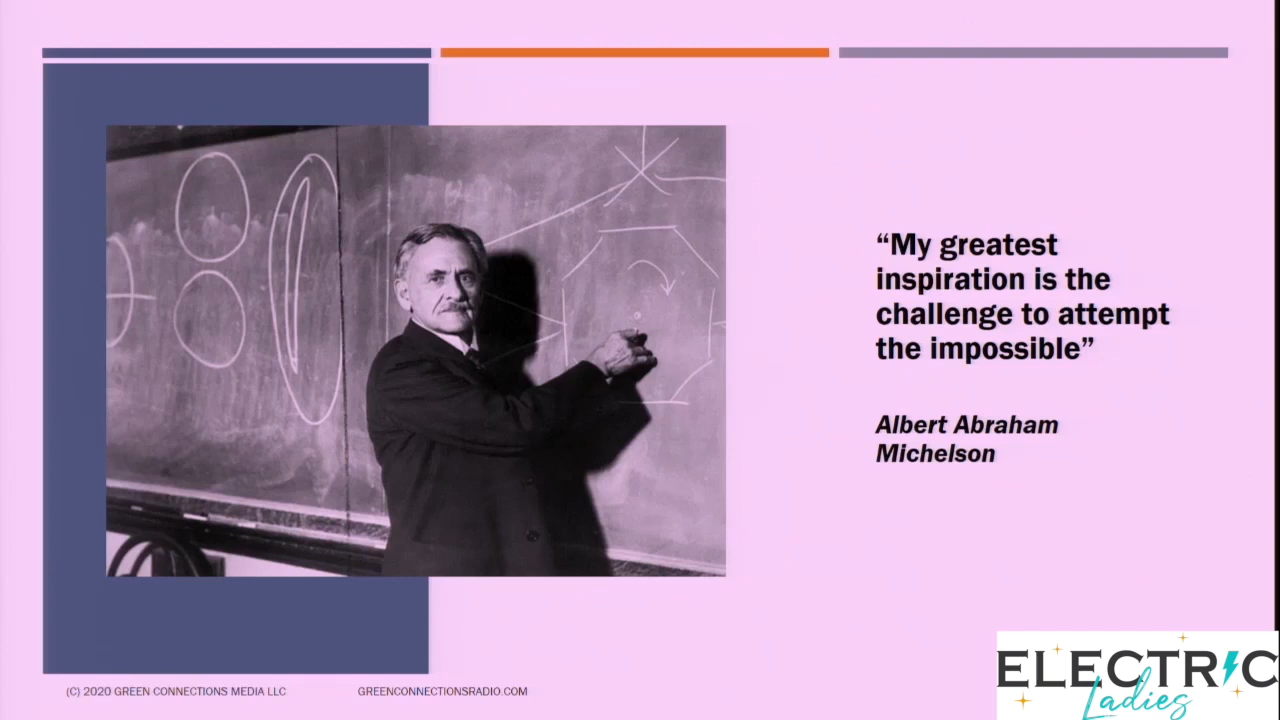 “My greatest
inspiration is the
challenge to attempt
the impossible”
Albert Abraham
Michelson
(C) 2020 GREEN CONNECTIONS MEDIA LLC
GREENCONNECTIONSRADIO.COM
ELECTRIC
Ladies